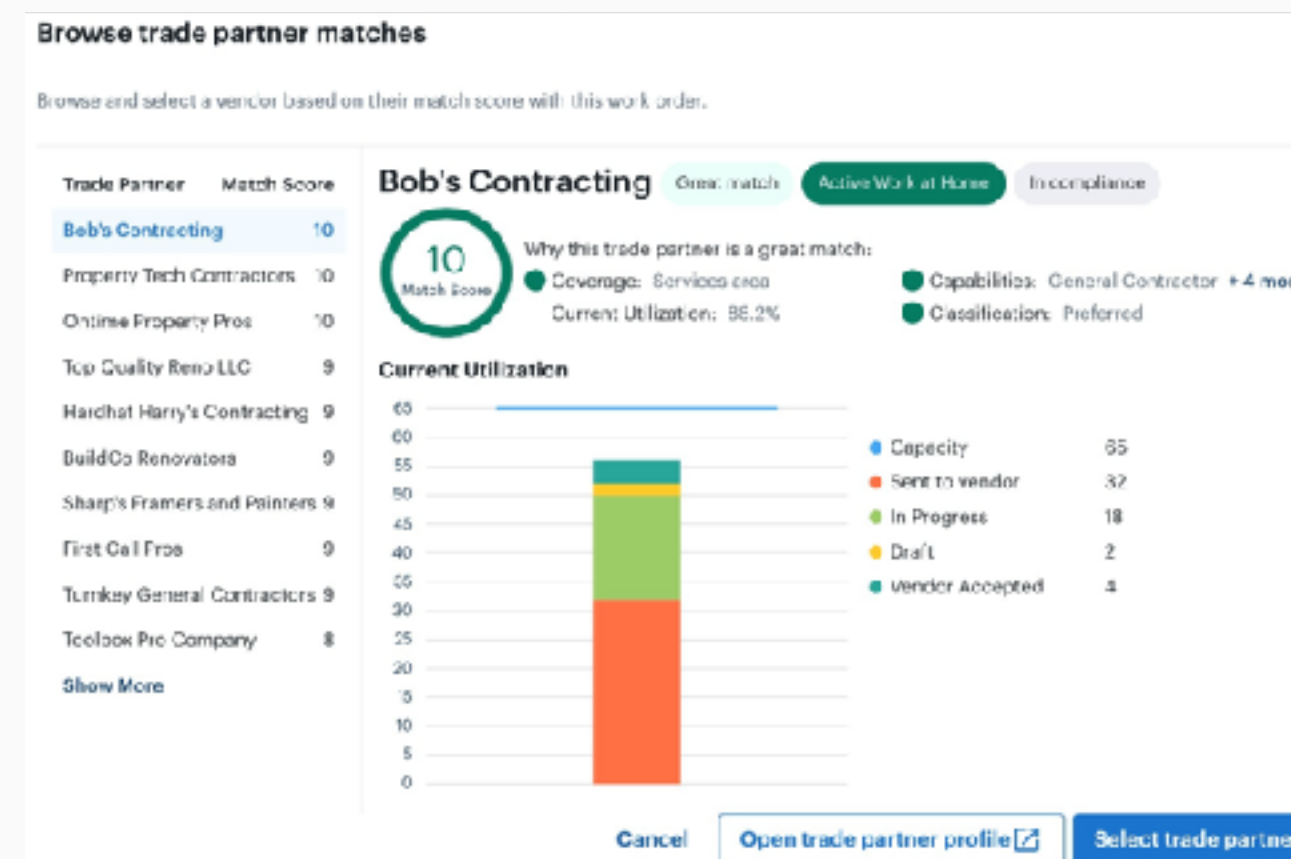 Browse trade partner matches
Browse and select a vendor based on their match score with this work order.
Trade Partner Match Score
Bob's Contracting 10
Property Tech Contractors 10
Ontime Property Pros 10
Top Quality Reno LLC 9
Hardhat Harry's Contracting 9
BuildCo Renovators 9
Sharp's Framers and Painters 9
First Call Pros 9
Turnkey General Contractors 9
Toolbox Pro Company 8
Show More
Bob's Contracting Great match Active Work at Home In compliance
10
Match Score
Why this trade partner is a great match:
Coverage: Services area
Capabilities: General Contractor + 4
Current Utilization:
Classification: Preferred
Current Utilization
65
60
55
50
45
40
35
30
25
20
15
10
5
0
Capacity 65
Sent to vendor 32
In Progress 18
Draft 2
Vendor Accepted 4
Cancel
Open trade partner profile
Select trade